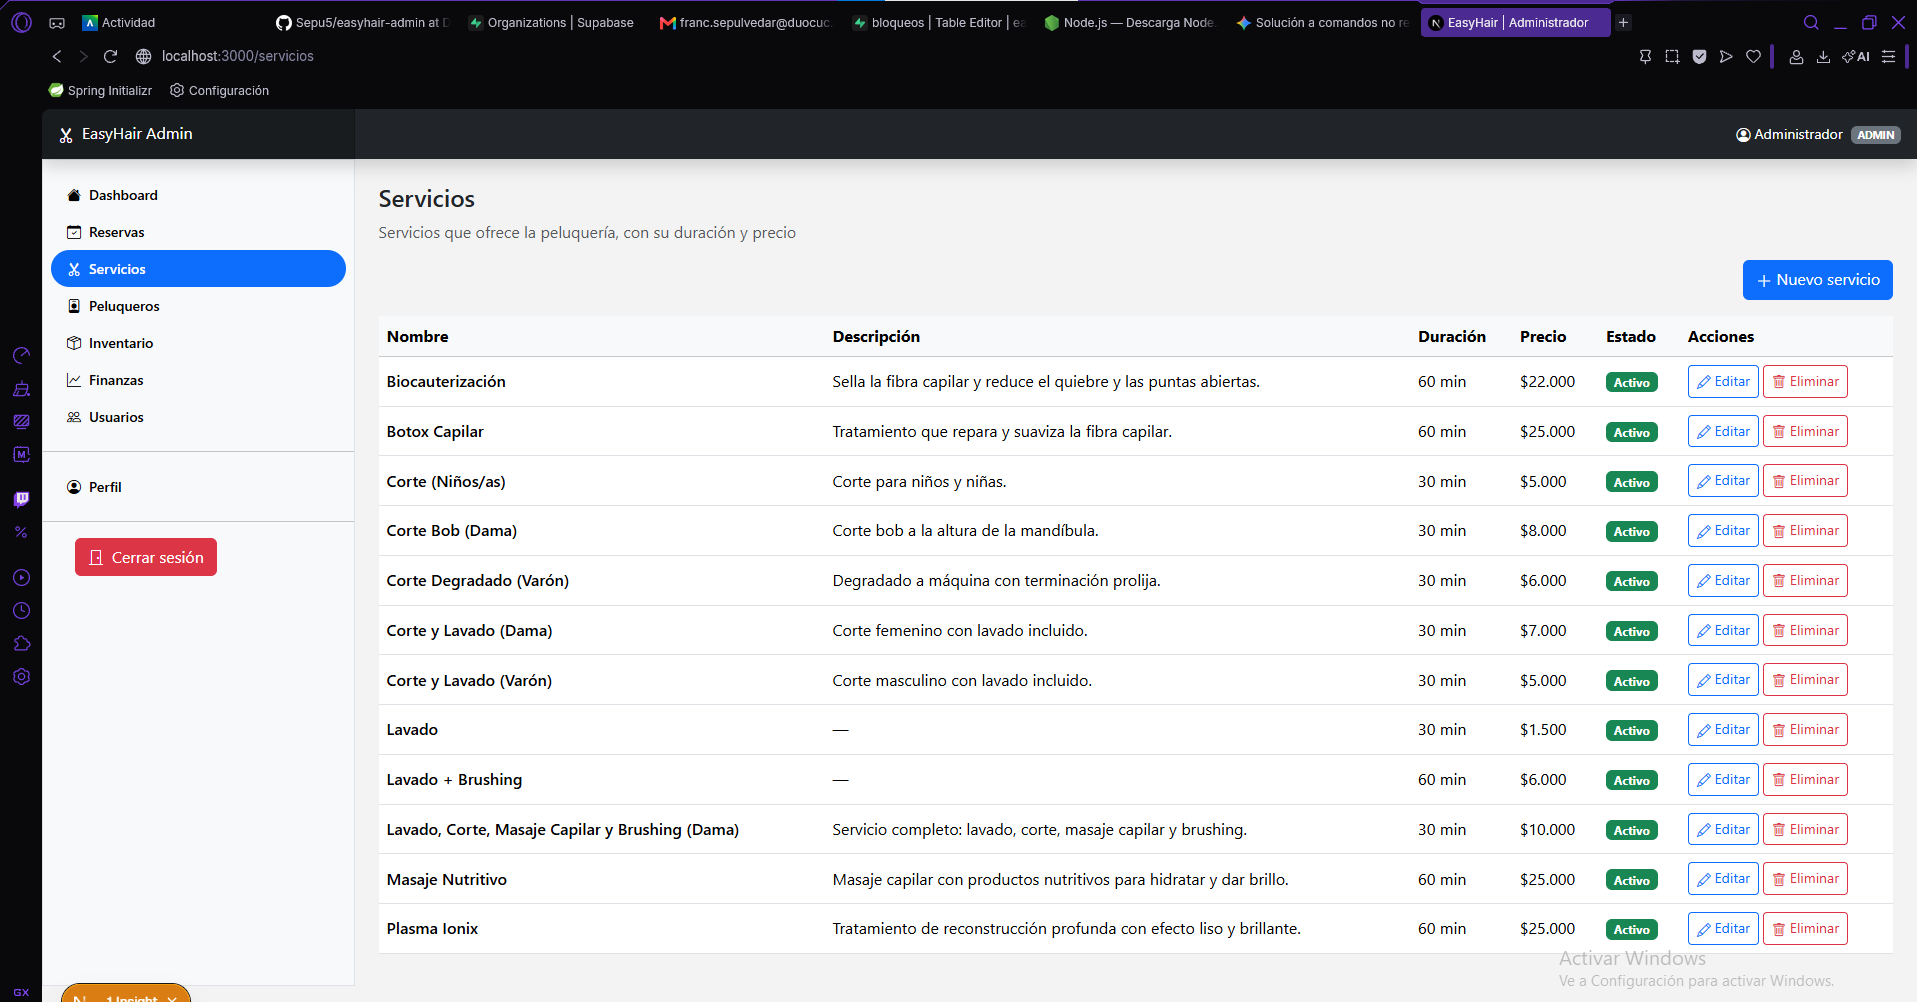 Actividad
Sepu5/easyhair-admin at D
Organizations | Supabase
franc.sepulvedar@duocuc.
bloqueos | Table Editor | ea
Node.js — Descarga Node.
Solución a comandos no re
EasyHair | Administrador
localhost:3000/servicios
AI
Spring Initializr
Configuración
EasyHair Admin
Administrador ADMIN
Dashboard
Reservas
Servicios
Peluqueros
Inventario
Finanzas
Usuarios
Perfil
Cerrar sesión
Servicios
Servicios que ofrece la peluquería, con su duración y precio
+ Nuevo servicio
Nombre Descripción Duración Precio Estado Acciones
Biocauterización Sella la fibra capilar y reduce el quiebre y las puntas abiertas. 60 min $22.000 Activo Editar Eliminar
Botox Capilar Tratamiento que repara y suaviza la fibra capilar. 60 min $25.000 Activo Editar Eliminar
Corte (Niños/as) Corte para niños y niñas. 30 min $5.000 Activo Editar Eliminar
Corte Bob (Dama) Corte bob a la altura de la mandíbula. 30 min $8.000 Activo Editar Eliminar
Corte Degradado (Varón) Degradado a máquina con terminación prolija. 30 min $6.000 Activo Editar Eliminar
Corte y Lavado (Dama) Corte femenino con lavado incluido. 30 min $7.000 Activo Editar Eliminar
Corte y Lavado (Varón) Corte masculino con lavado incluido. 30 min $5.000 Activo Editar Eliminar
Lavado — 30 min $1.500 Activo Editar Eliminar
Lavado + Brushing — 60 min $6.000 Activo Editar Eliminar
Lavado, Corte, Masaje Capilar y Brushing (Dama) Servicio completo: lavado, corte, masaje capilar y brushing. 30 min $10.000 Activo Editar Eliminar
Masaje Nutritivo Masaje capilar con productos nutritivos para hidratar y dar brillo. 60 min $25.000 Activo Editar Eliminar
Plasma Ionix Tratamiento de reconstrucción profunda con efecto liso y brillante. 60 min $25.000 Activo Editar Eliminar
Activar Windows
Ve a Configuración para activar Windows.
GX
1 Insight